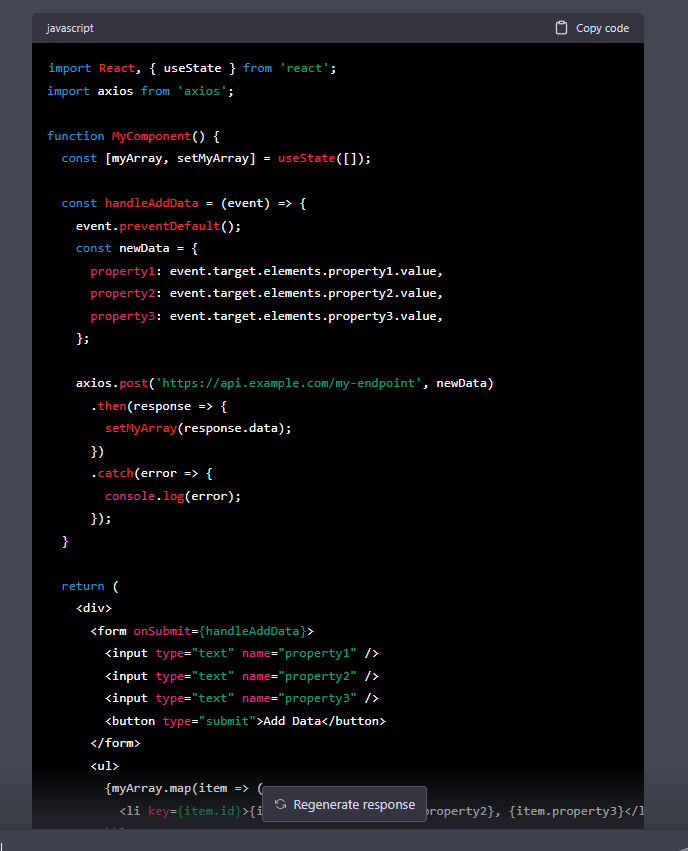 javascript
Copy code
import React, { useState } from 'react';
import axios from 'axios';
function MyComponent() {
const [myArray, setMyArray] = useState([]);
const handleAddData = (event) => {
event.preventDefault();
const newData = {
property1: event.target.elements.property1.value,
property2: event.target.elements.property2.value,
property3: event.target.elements.property3.value,
};
axios.post('https://api.example.com/my-endpoint', newData)
.then(response => {
setMyArray(response.data);
})
.catch(error => {
console.log(error);
});
}
return (
<div>
<form onSubmit={handleAddData}>
<input type="text" name="property1" />
<input type="text" name="property2" />
<input type="text" name="property3" />
<button type="submit">Add Data</button>
</form>
<ul>
{myArray.map(item => (
<li key={item.id}>{i property2}, {item.property3}</l
Regenerate response